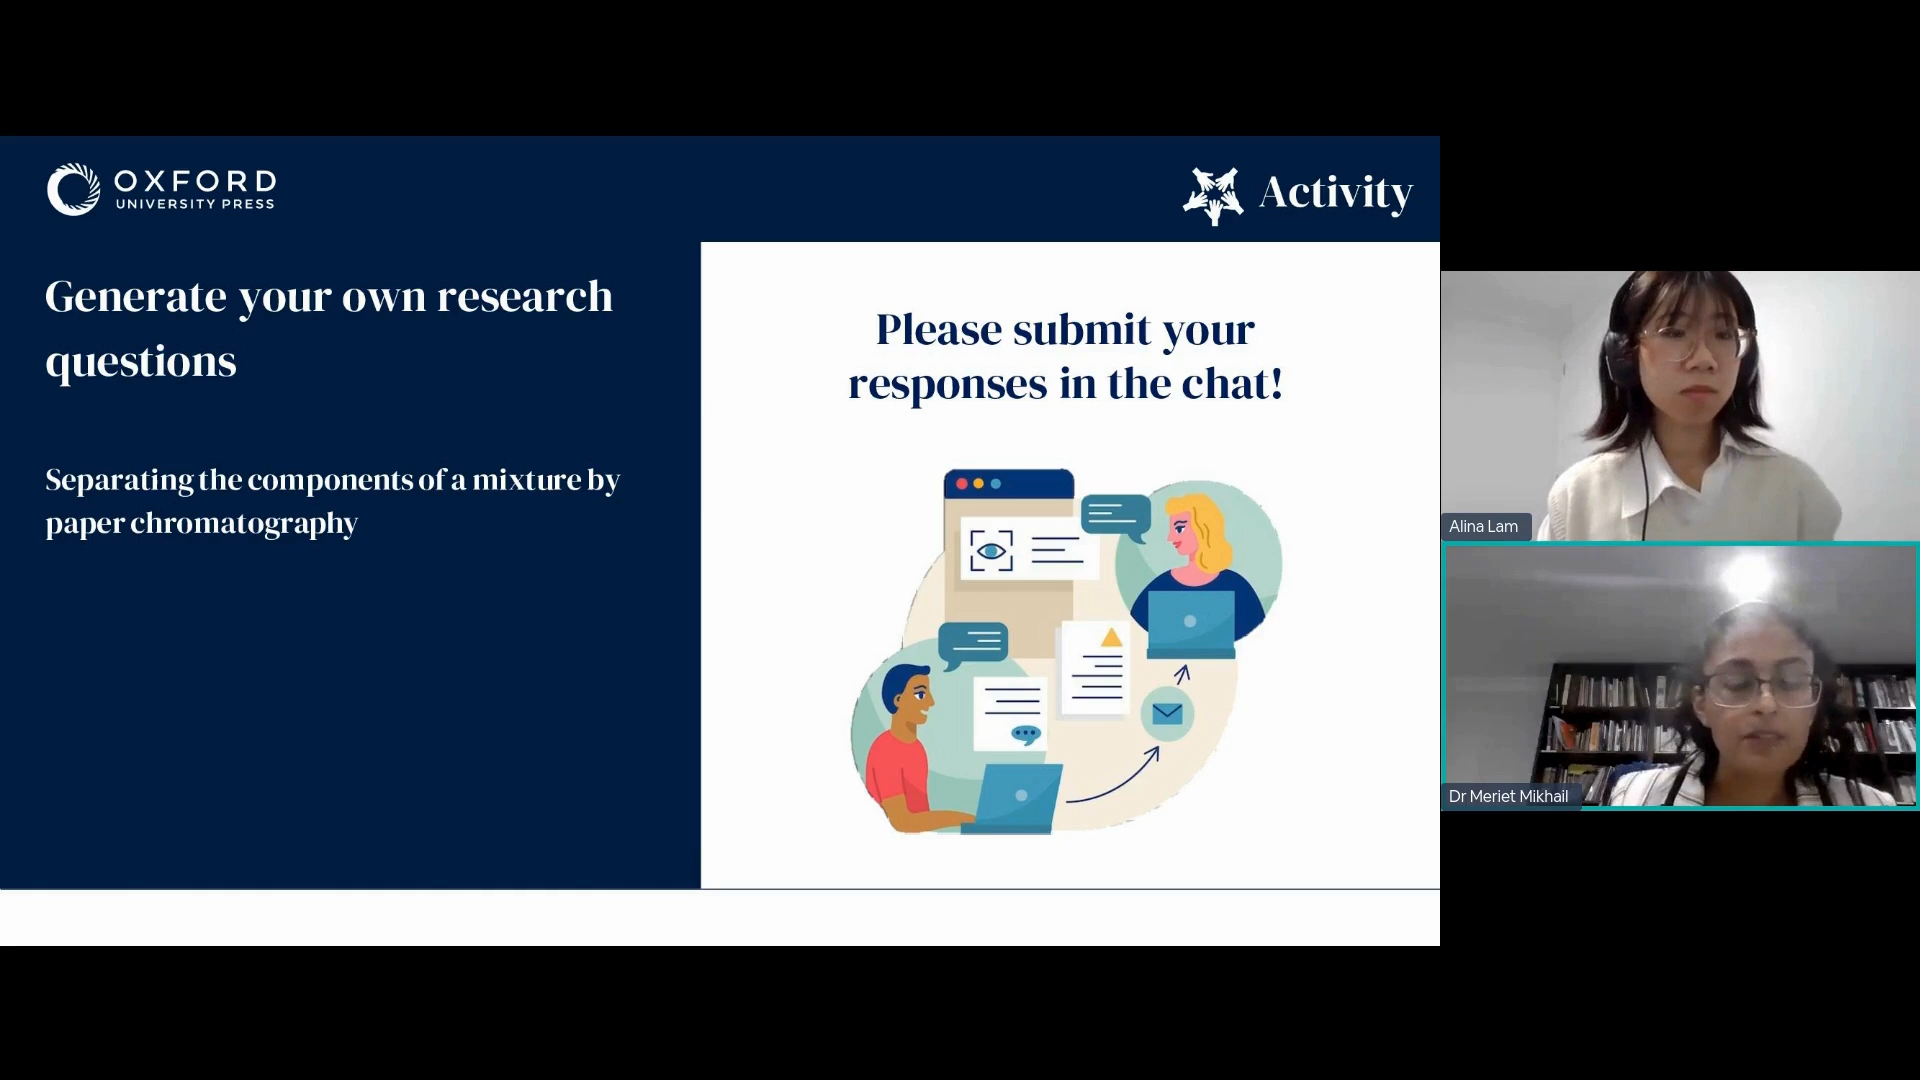 OXFORD
UNIVERSITY PRESS
Activity
Generate your own research
questions
Separating the components of a mixture by
paper chromatography
Please submit your
responses in the chat!
Alina Lam
Dr Meriet Mikhail